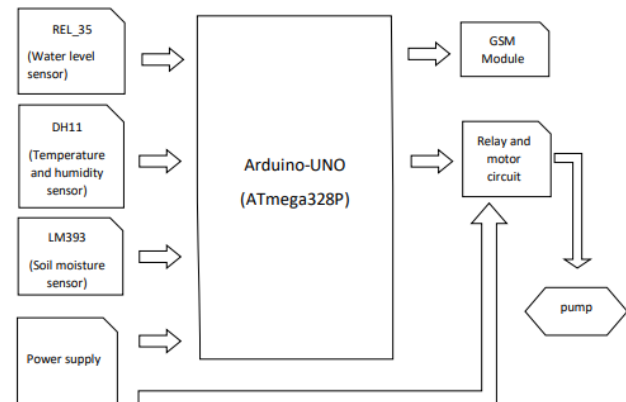 REL_35
(Water level
sensor)
DH11
(Temperature
and humidity
sensor)
LM393
(Soil moisture
sensor)
Power supply
Arduino-UNO
(ATmega328P)
GSM
Module
Relay and
motor
circuit
pump